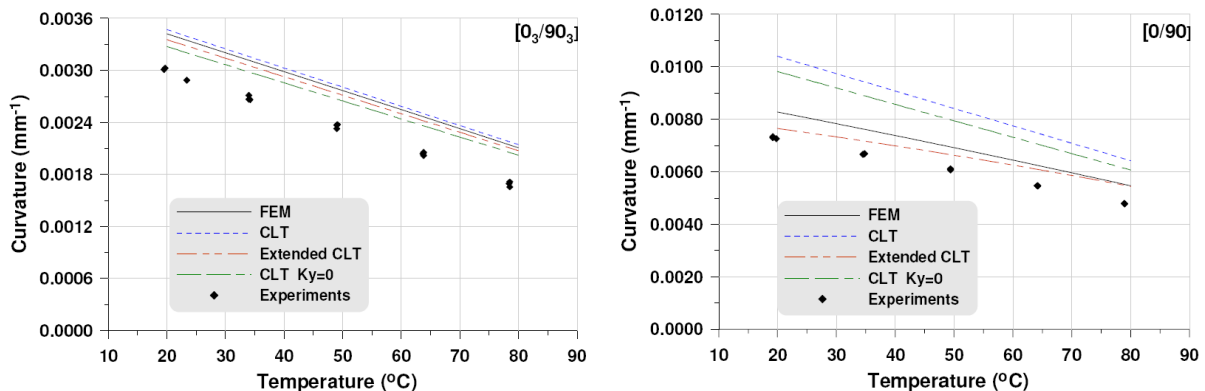 [0₃/90₃]
Curvature (mm⁻¹)
0.0036
0.0030
0.0024
0.0018
0.0012
0.0006
0.0000
FEM
CLT
Extended CLT
CLT Ky=0
Experiments
10 20 30 40 50 60 70 80 90
Temperature (ºC)
[0/90]
Curvature (mm⁻¹)
0.0120
0.0100
0.0080
0.0060
0.0040
0.0020
0.0000
FEM
CLT
Extended CLT
CLT Ky=0
Experiments
10 20 30 40 50 60 70 80 90
Temperature (ºC)